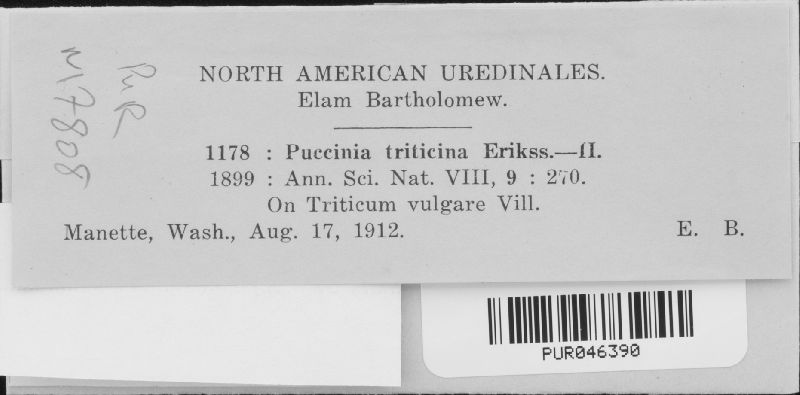 NORTH AMERICAN UREDINALES.
Elam Bartholomew.
1178 : Puccinia triticina Erikss.—II.
1899 : Ann. Sci. Nat. VIII, 9 : 270.
On Triticum vulgare Vill.
Manette, Wash., Aug. 17, 1912. E. B.
PUR
W17808
PUR046390